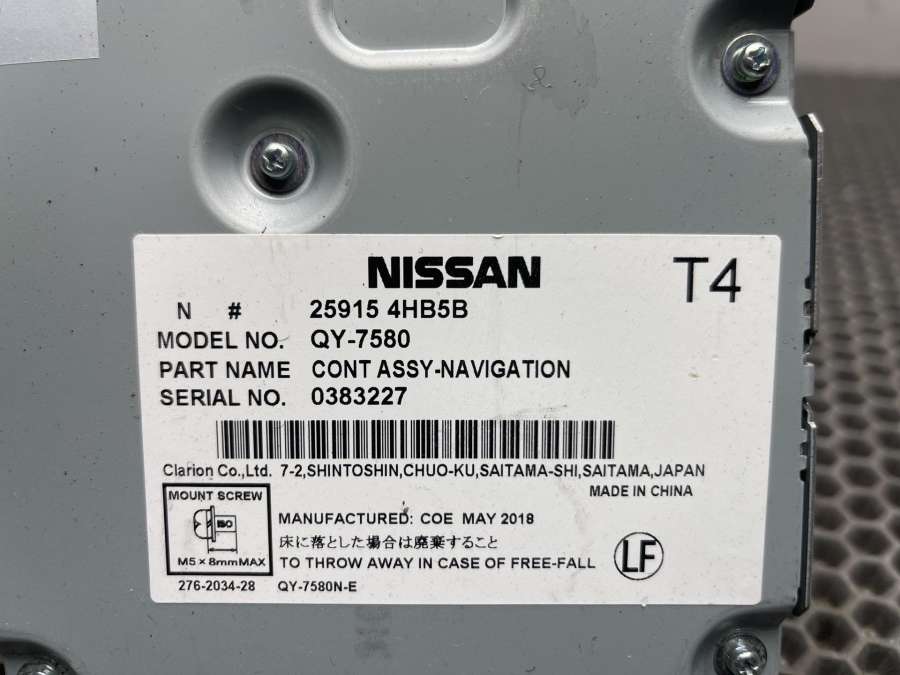 NISSAN
T4
N # 25915 4HB5B
MODEL NO. QY-7580
PART NAME CONT ASSY-NAVIGATION
SERIAL NO. 0383227
Clarion Co.,Ltd. 7-2,SHINTOSHIN,CHUO-KU,SAITAMA-SHI,SAITAMA,JAPAN
MADE IN CHINA
MOUNT SCREW
ISO
M5×8mmMAX
MANUFACTURED: COE MAY 2018
床に落とした場合は廃棄すること
TO THROW AWAY IN CASE OF FREE-FALL
LF
276-2034-28 QY-7580N-E